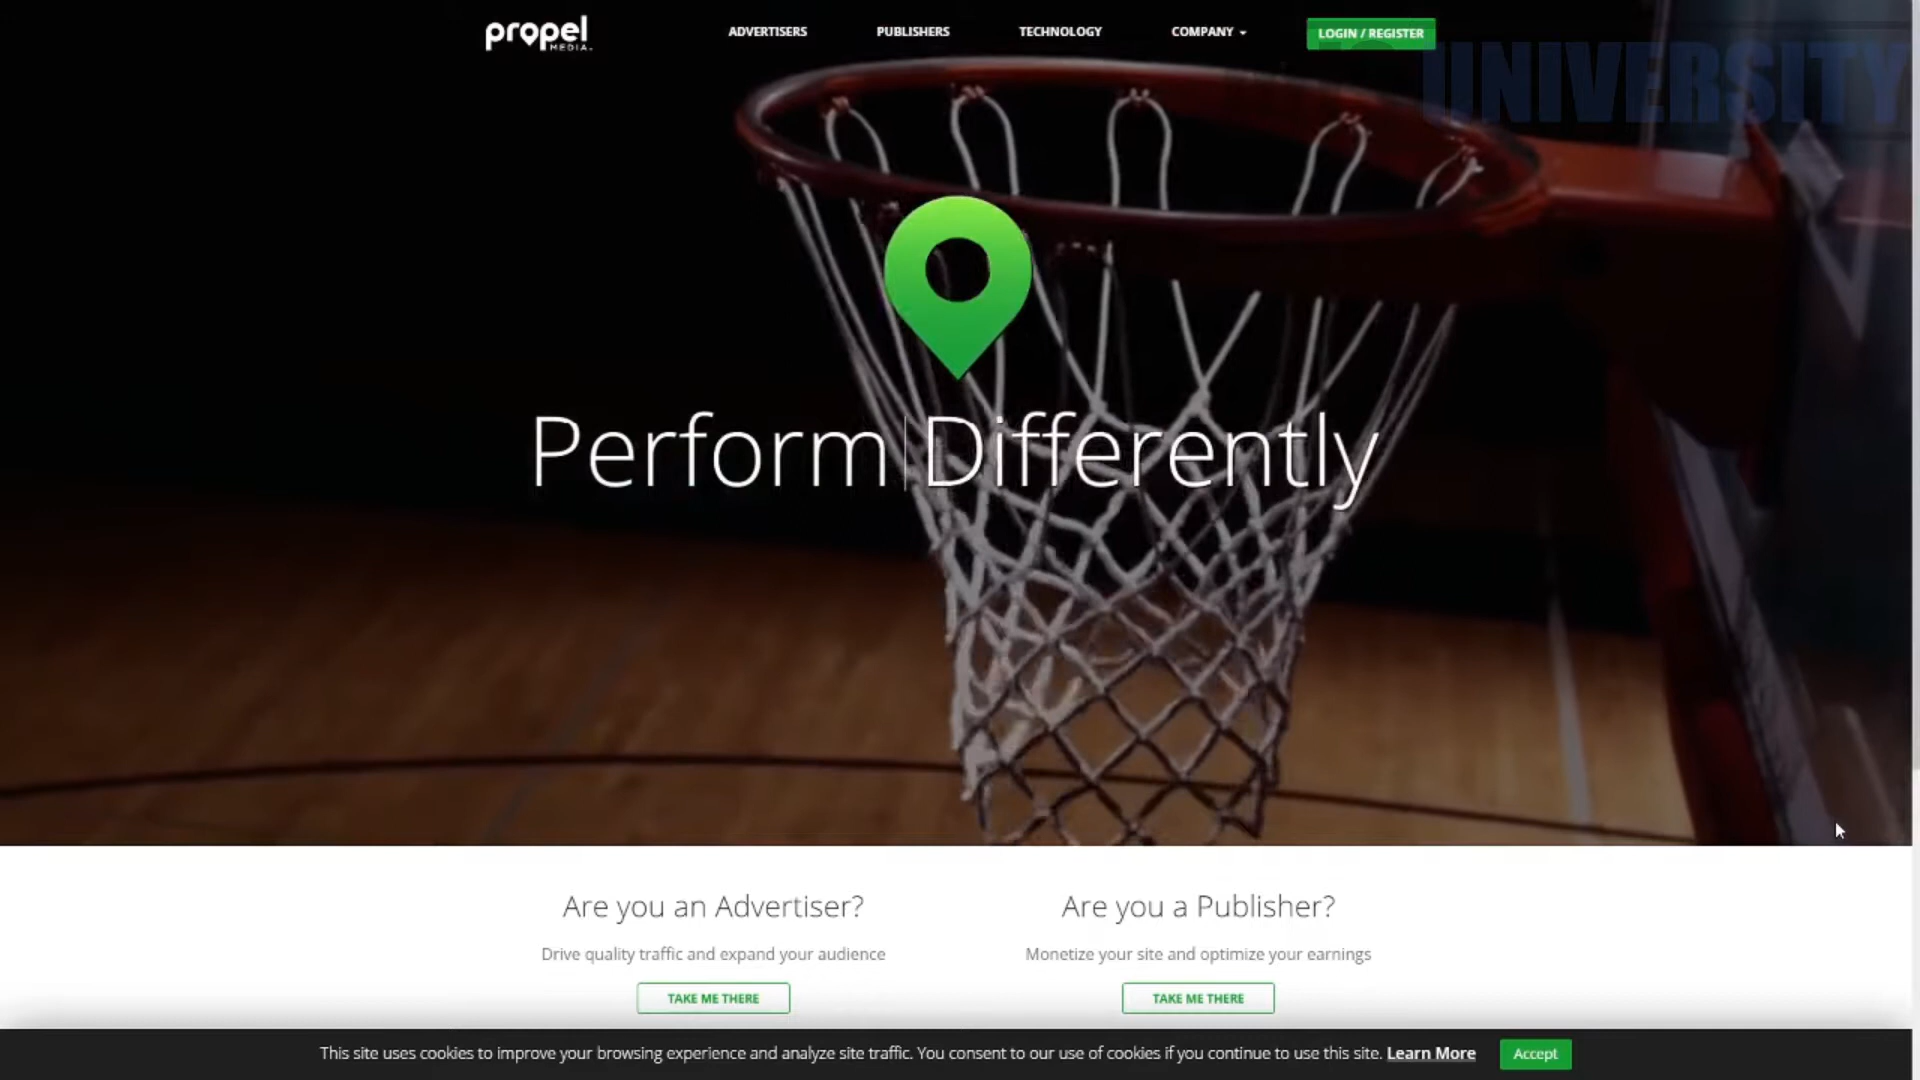 propel
MEDIA
ADVERTISERS
PUBLISHERS
TECHNOLOGY
COMPANY
LOGIN / REGISTER
UNIVERSITY
Perform Differently
Are you an Advertiser?
Drive quality traffic and expand your audience
TAKE ME THERE
Are you a Publisher?
Monetize your site and optimize your earnings
TAKE ME THERE
This site uses cookies to improve your browsing experience and analyze site traffic. You consent to our use of cookies if you continue to use this site. Learn More
Accept